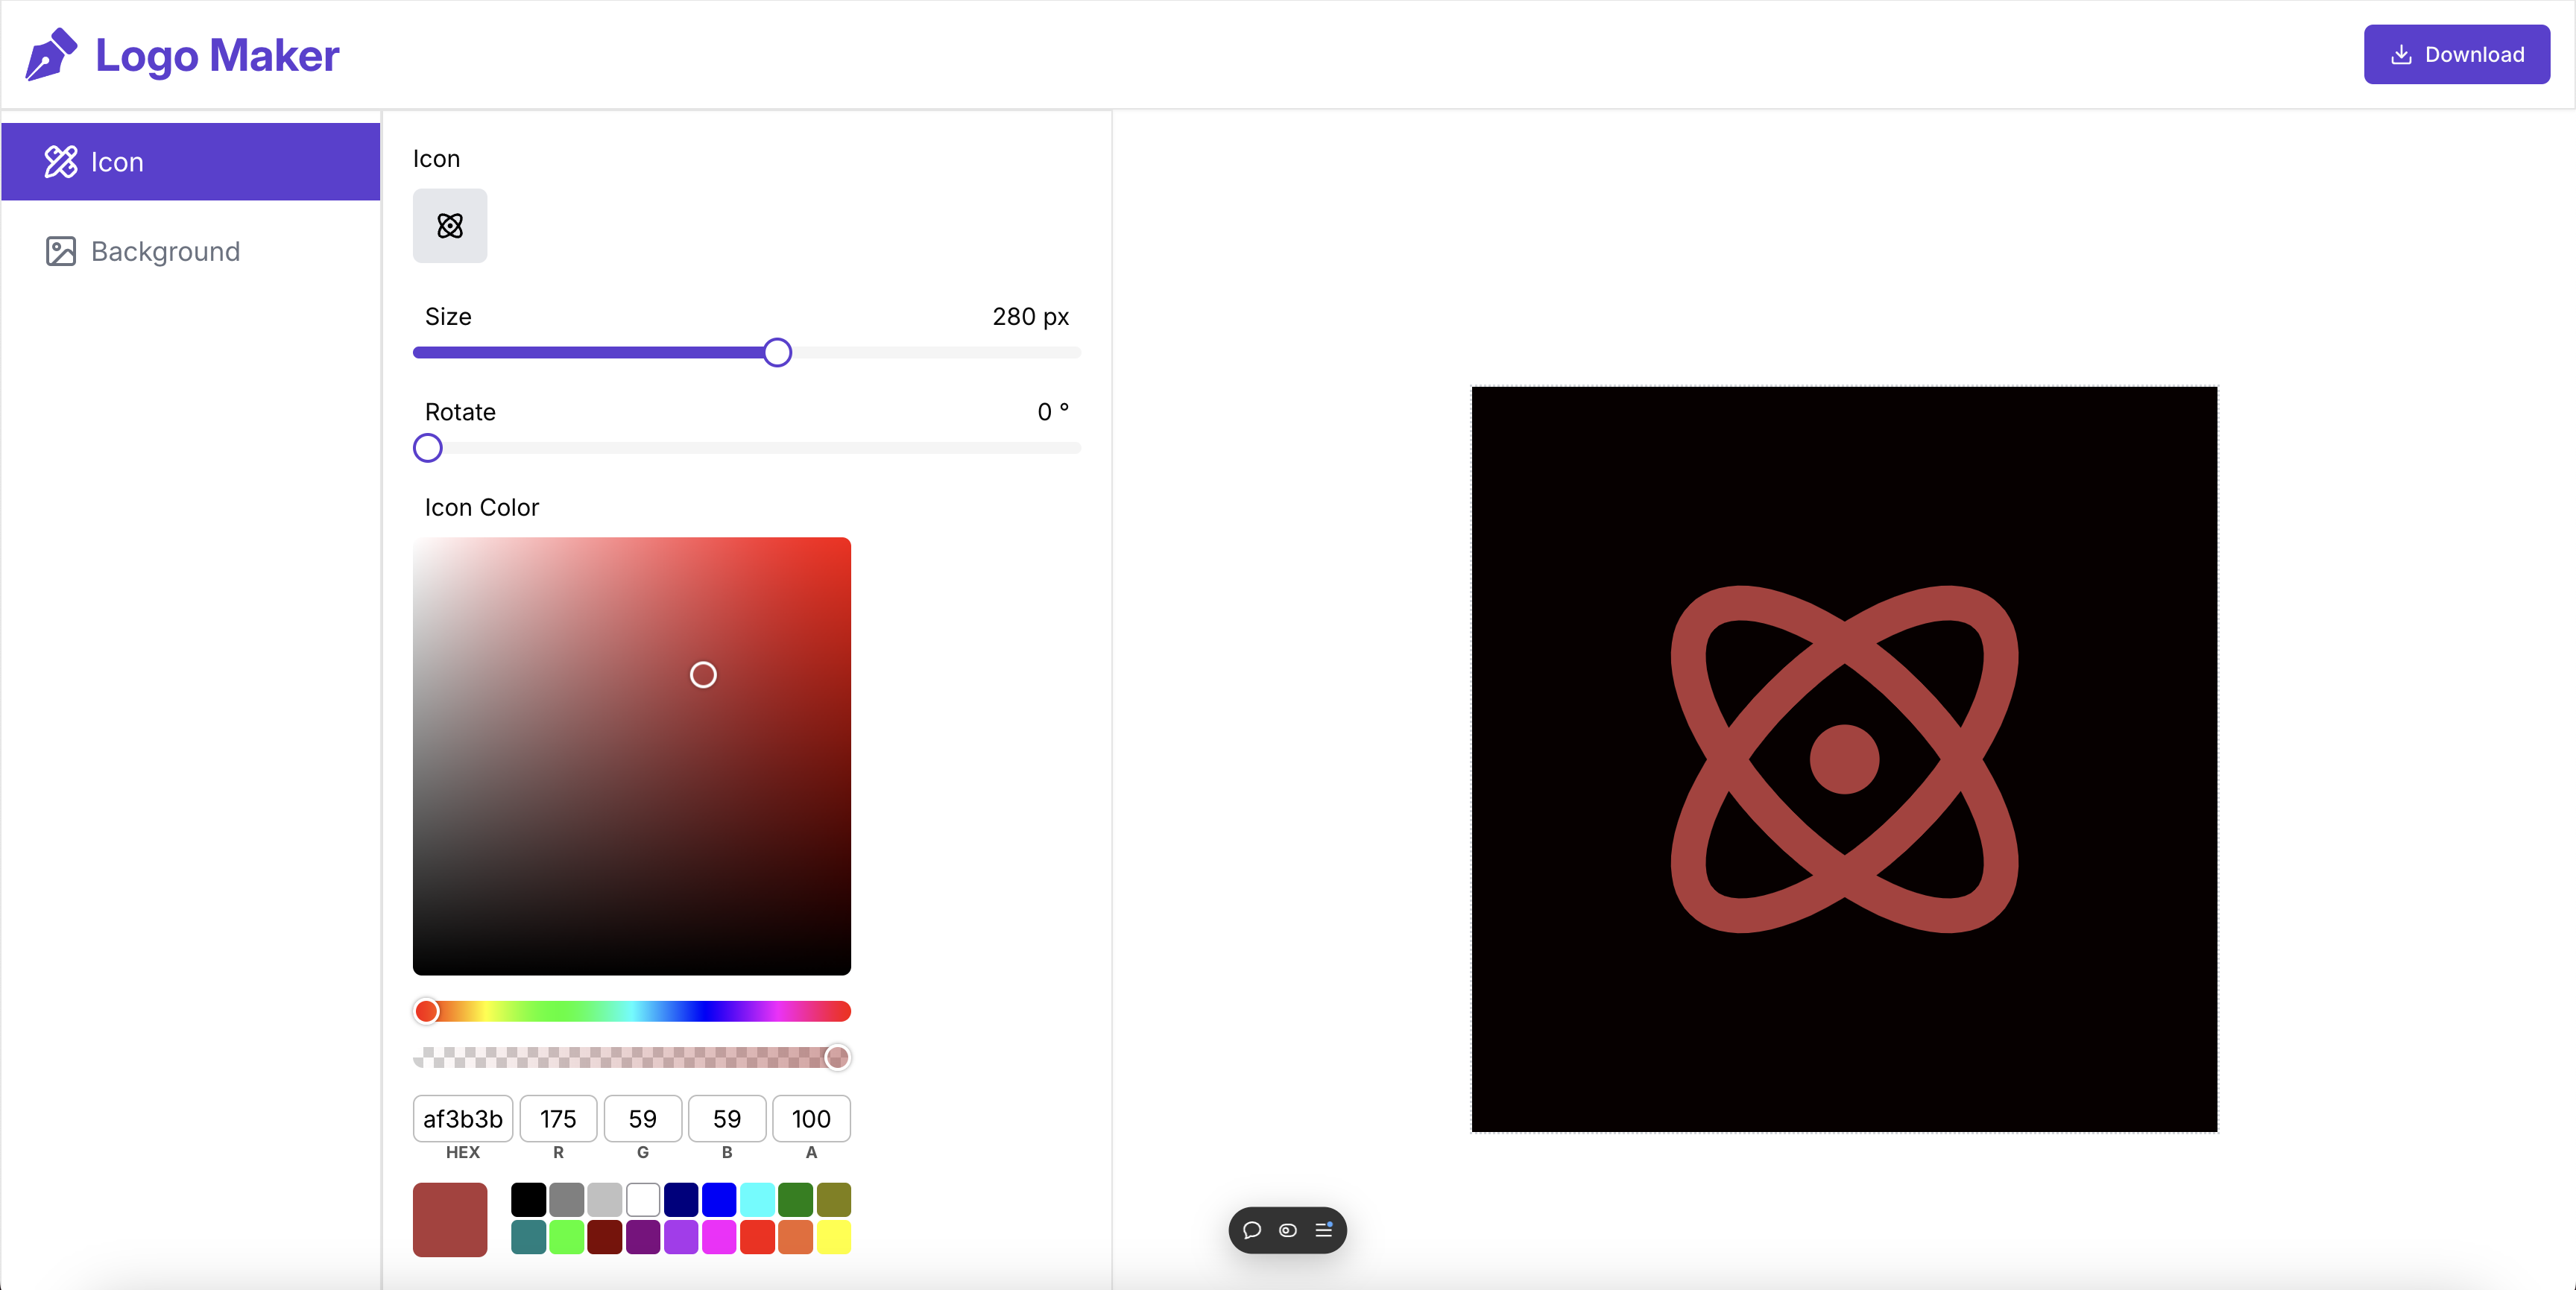 Logo Maker
Download
Icon
Background
Icon
Size 280 px
Rotate 0 °
Icon Color
af3b3b 175 59 59 100
HEX R G B A